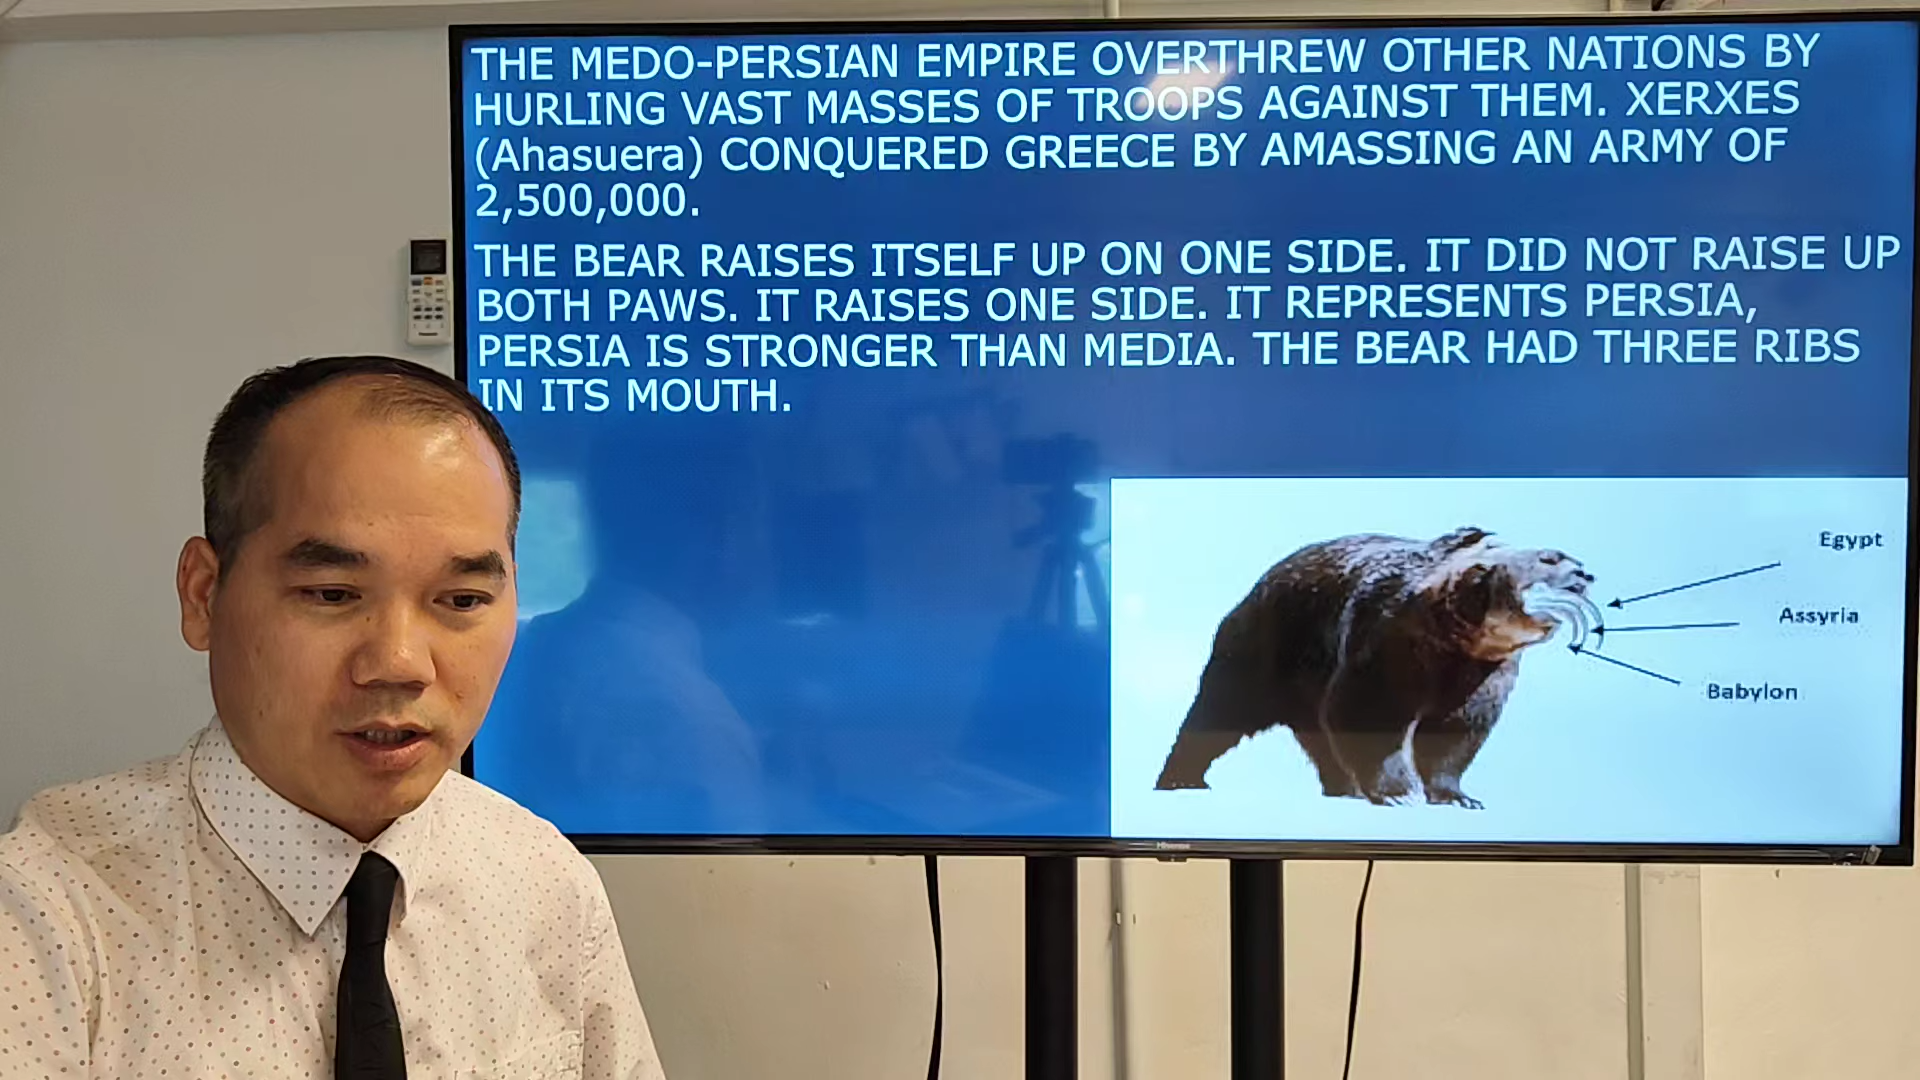 THE MEDO-PERSIAN EMPIRE OVERTHREW OTHER NATIONS BY
HURLING VAST MASSES OF TROOPS AGAINST THEM. XERXES
(Ahasuera) CONQUERED GREECE BY AMASSING AN ARMY OF
2,500,000.
THE BEAR RAISES ITSELF UP ON ONE SIDE. IT DID NOT RAISE UP
BOTH PAWS. IT RAISES ONE SIDE. IT REPRESENTS PERSIA,
PERSIA IS STRONGER THAN MEDIA. THE BEAR HAD THREE RIBS
IN ITS MOUTH.
Egypt
Assyria
Babylon
Hisense